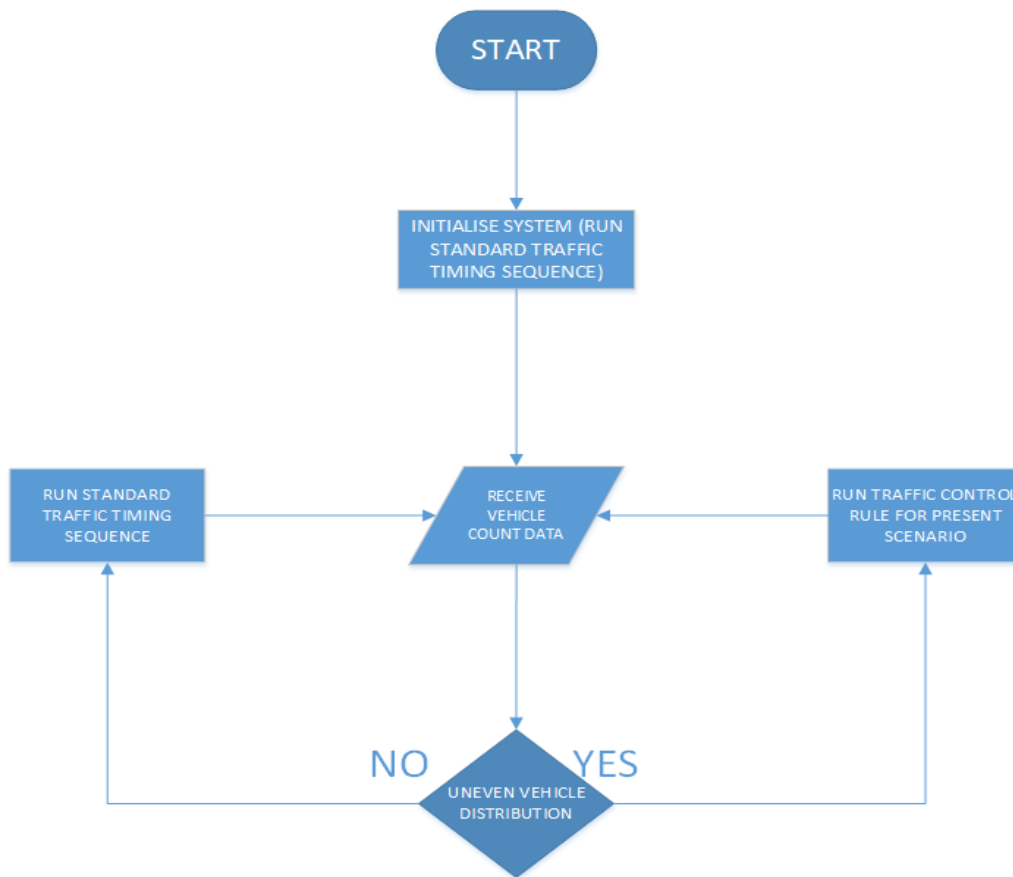 START
INITIALISE SYSTEM (RUN
STANDARD TRAFFIC
TIMING SEQUENCE)
RUN STANDARD
TRAFFIC TIMING
SEQUENCE
RECEIVE
VEHICLE
COUNT DATA
RUN TRAFFIC CONTROL
RULE FOR PRESENT
SCENARIO
NO
YES
UNEVEN VEHICLE
DISTRIBUTION